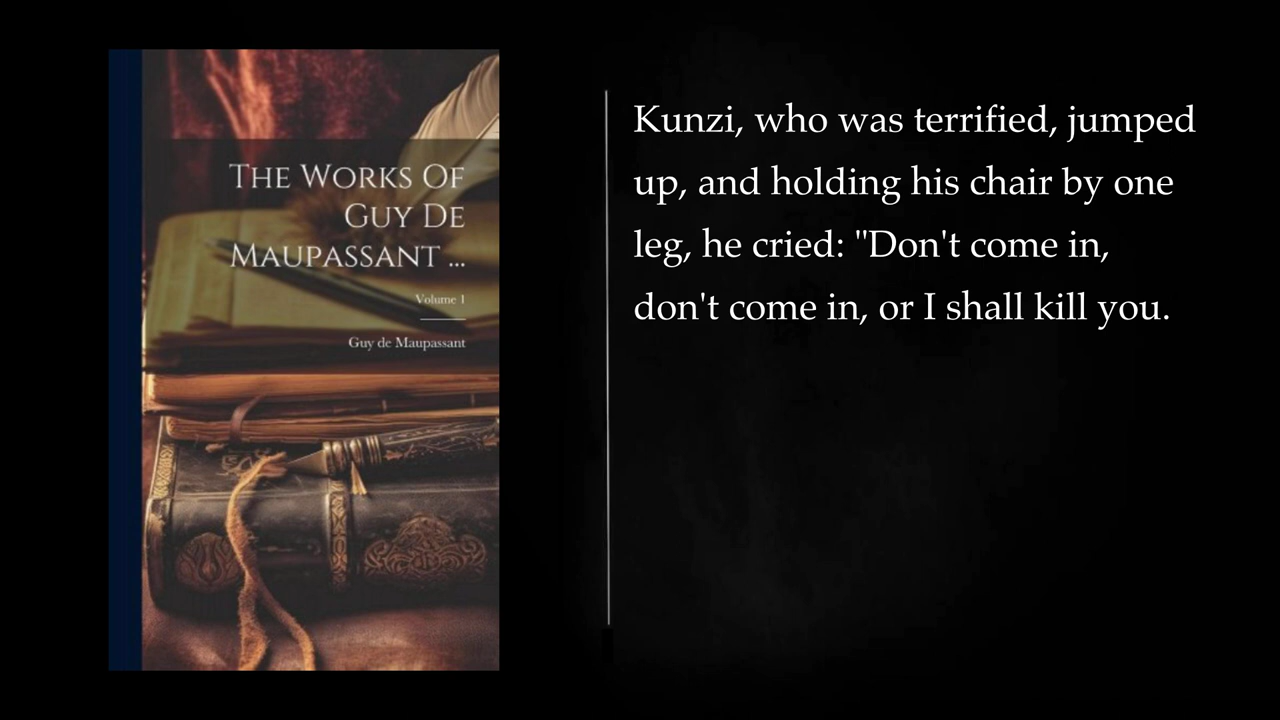 The Works Of
Guy De
Maupassant ...
Volume 1
Guy de Maupassant
Kunzi, who was terrified, jumped
up, and holding his chair by one
leg, he cried: "Don't come in,
don't come in, or I shall kill you.